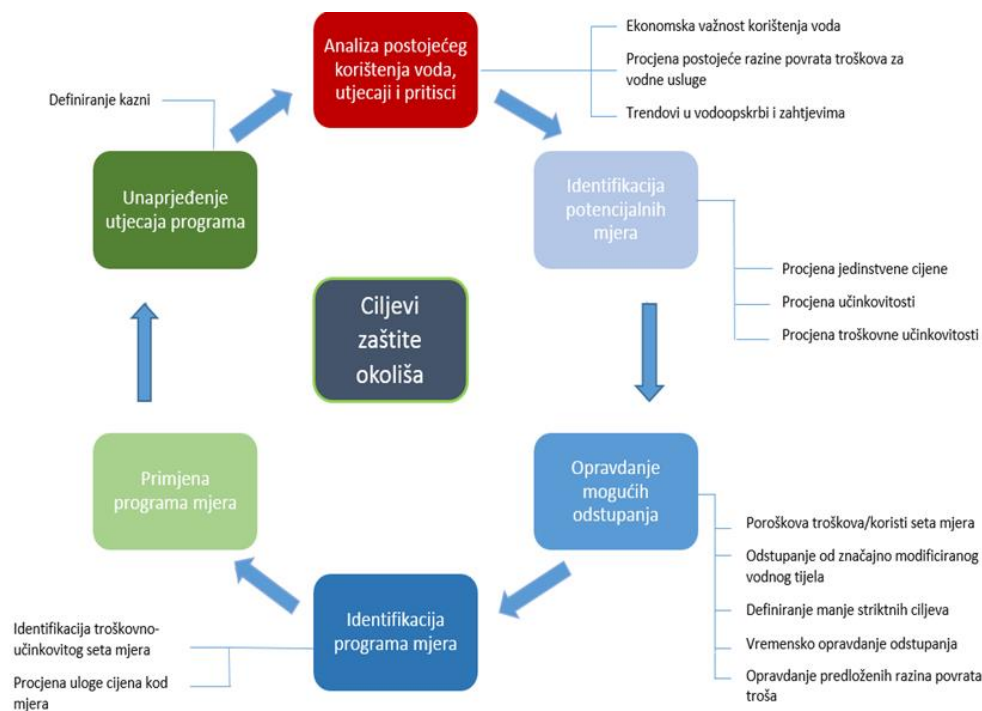 Analiza postojećeg
korištenja voda,
utjecaji i pritisci
Ekonomska važnost korištenja voda
Procjena postojeće razine povrata troškova za
vodne usluge
Trendovi u vodoopskrbi i zahtjevima
Definiranje kazni
Unaprjeđenje
utjecaja programa
Identifikacija
potencijalnih
mjera
Procjena jedinstvene cijene
Procjena učinkovitosti
Procjena troškovne učinkovitosti
Ciljevi
zaštite
okoliša
Primjena
programa mjera
Opravdanje
mogućih
odstupanja
Poroškova troškova/koristi seta mjera
Odstupanje od značajno modificiranog
vodnog tijela
Definiranje manje striktnih ciljeva
Vremensko opravdanje odstupanja
Opravdanje predloženih razina povrata
troša
Identifikacija
programa mjera
Identifikacija troškovno-
učinkovitog seta mjera
Procjena uloge cijena kod
mjera